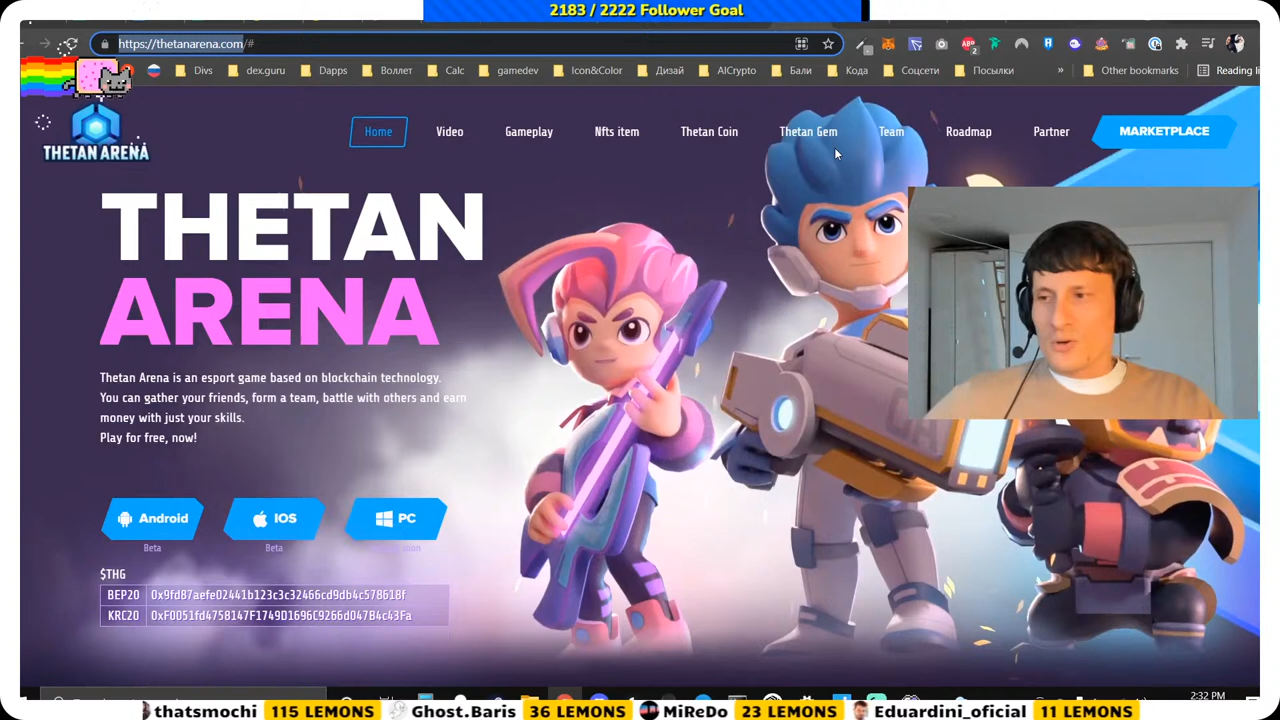 2183 / 2222 Follower Goal
https://thetanarena.com/#
Divs
dex.guru
Dapps
Воллет
Calc
gamedev
Icon&Color
Дизай
AICrypto
Бали
Кода
Соцсети
Посылки
»
Other bookmarks
Reading li
THETAN ARENA
Home
Video
Gameplay
Nfts item
Thetan Coin
Thetan Gem
Team
Roadmap
Partner
MARKETPLACE
THETAN
ARENA
Thetan Arena is an esport game based on blockchain technology.
You can gather your friends, form a team, battle with others and earn
money with just your skills.
Play for free, now!
Android
IOS
PC
Beta
Beta
soon
$THG
BEP20 0x9fd87aefe02441b123c3c32466cd9db4c578618f
KRC20 0xF0051fd4758147F1749D1696C9266d047B4c43Fa
2:32 PM
thatsmochi 115 LEMONS
Ghost.Baris 36 LEMONS
MiReDo 23 LEMONS
Eduardini_oficial 11 LEMONS